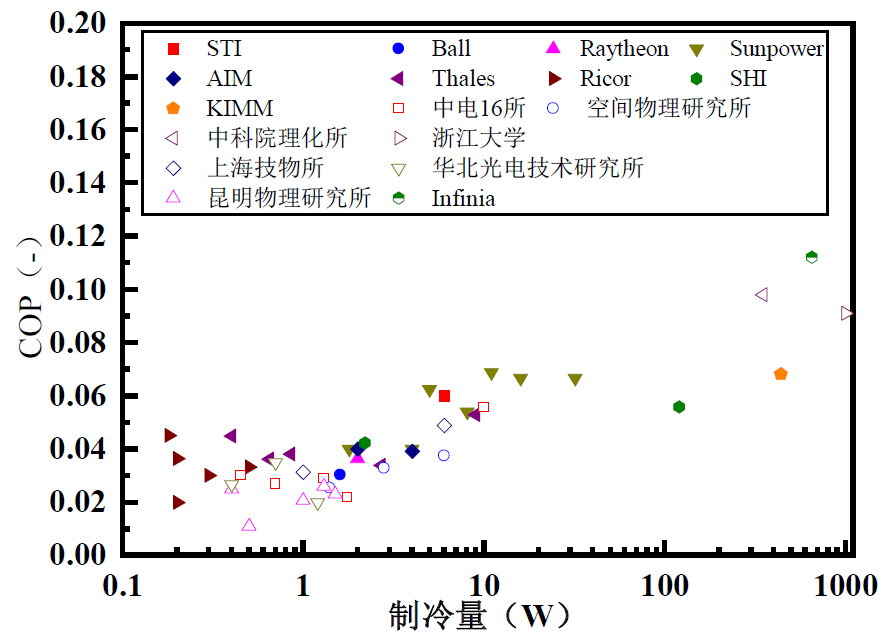 0.20
STI Ball Raytheon Sunpower
0.18
AIM Thales Ricor SHI
0.16
KIMM 中电16所 空间物理研究所
中科院理化所 浙江大学
0.14
上海技物所 华北光电技术研究所
昆明物理研究所 Infinia
0.12
0.10
0.08
0.06
0.04
0.02
0.00
COP（-）
0.1 1 10 100 1000
制冷量（W）